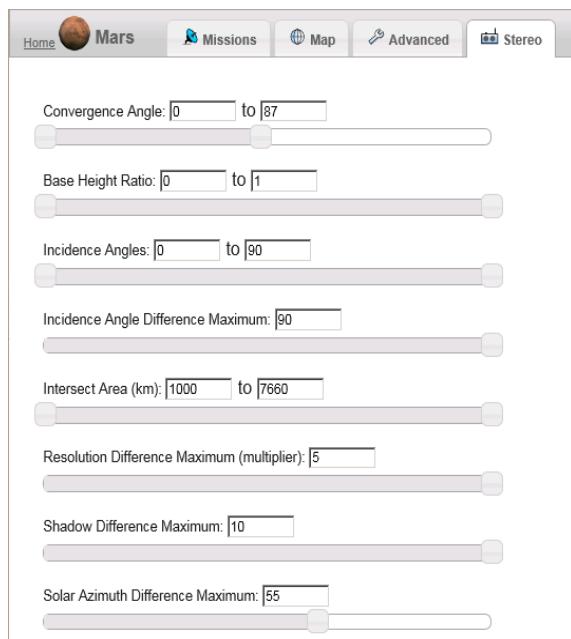 Home Mars Missions Map Advanced Stereo
Convergence Angle: 0 to 87
Base Height Ratio: 0 to 1
Incidence Angles: 0 to 90
Incidence Angle Difference Maximum: 90
Intersect Area (km): 1000 to 7660
Resolution Difference Maximum (multiplier): 5
Shadow Difference Maximum: 10
Solar Azimuth Difference Maximum: 55